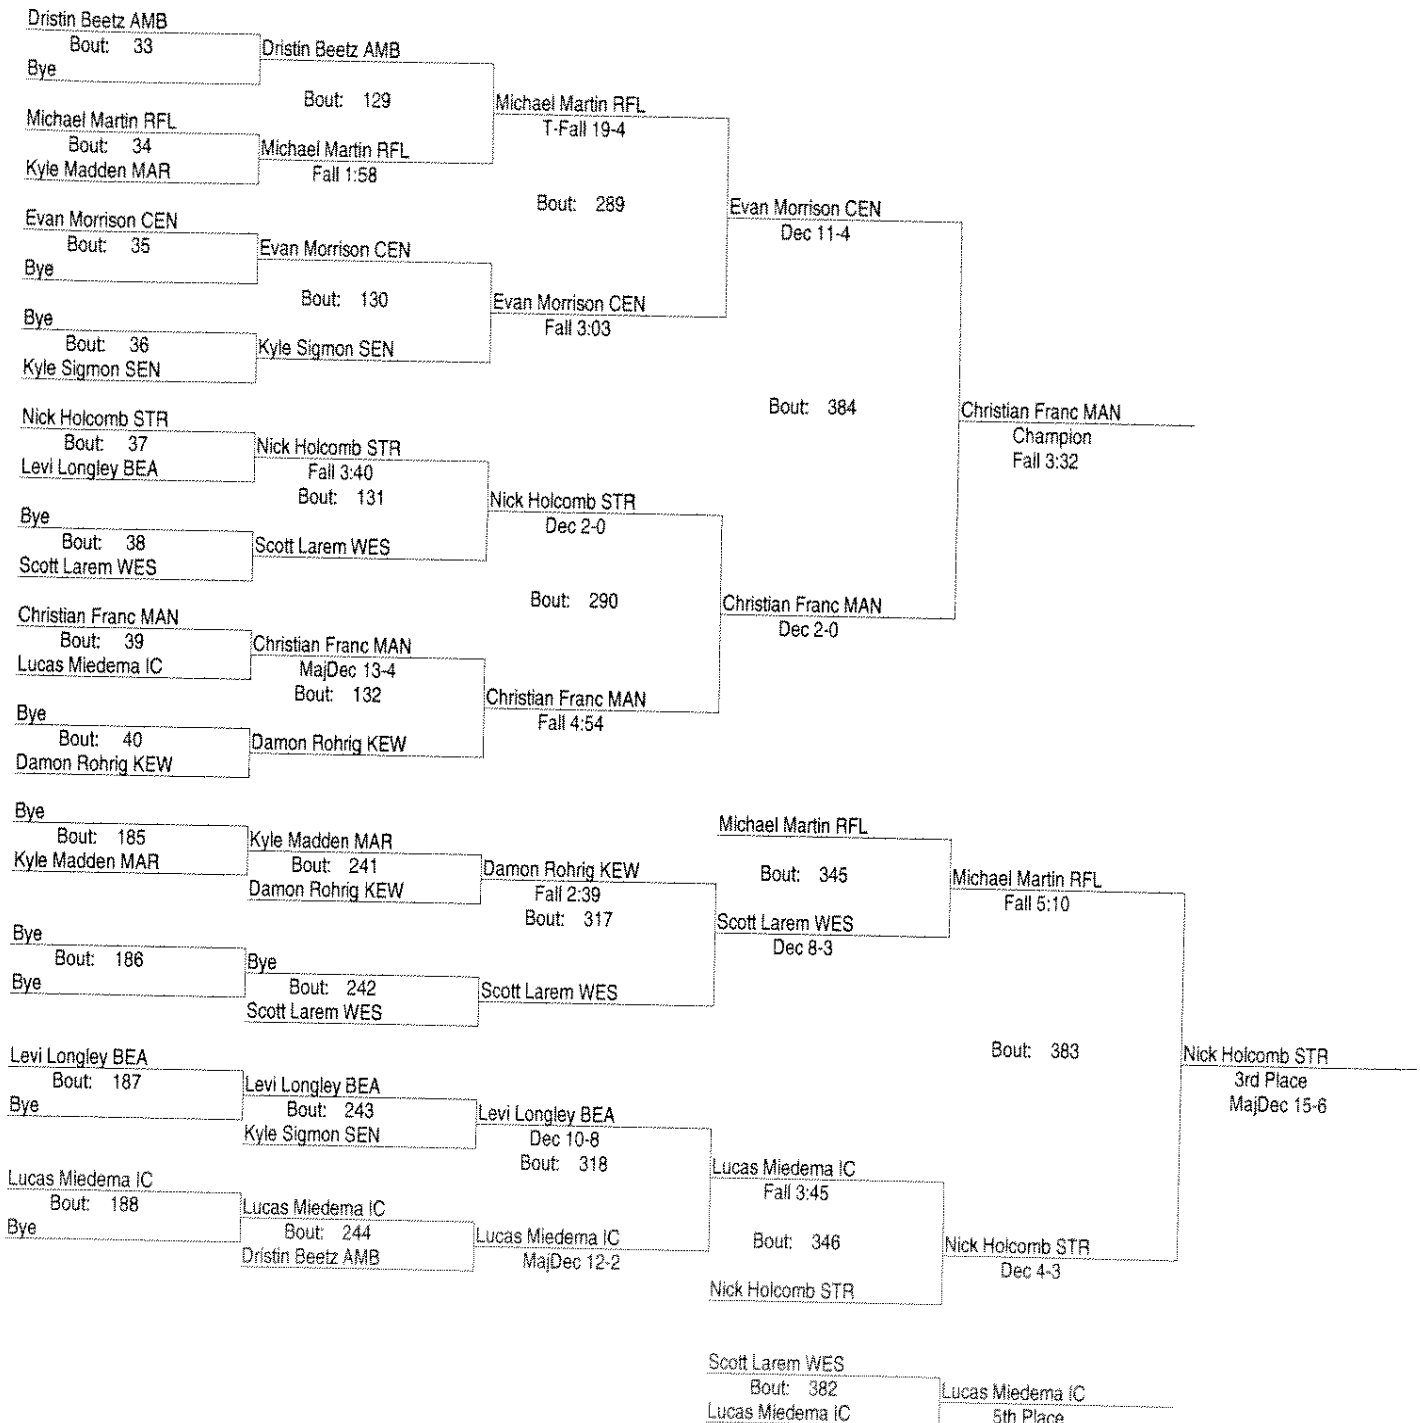 Dristin Beetz AMB
Bout: 33
Bye
Dristin Beetz AMB
Bout: 129
Michael Martin RFL
Bout: 34
Kyle Madden MAR
Michael Martin RFL
Fall 1:58
Michael Martin RFL
T-Fall 19-4
Bout: 289
Evan Morrison CEN
Bout: 35
Bye
Evan Morrison CEN
Bout: 130
Bye
Bout: 36
Kyle Sigmon SEN
Kyle Sigmon SEN
Evan Morrison CEN
Fall 3:03
Evan Morrison CEN
Dec 11-4
Bout: 384
Christian Franc MAN
Champion
Fall 3:32
Nick Holcomb STR
Bout: 37
Levi Longley BEA
Nick Holcomb STR
Fall 3:40
Bout: 131
Bye
Bout: 38
Scott Larem WES
Scott Larem WES
Nick Holcomb STR
Dec 2-0
Bout: 290
Christian Franc MAN
Dec 2-0
Christian Franc MAN
Bout: 39
Lucas Miedema IC
Christian Franc MAN
MajDec 13-4
Bout: 132
Bye
Bout: 40
Damon Rohrig KEW
Damon Rohrig KEW
Christian Franc MAN
Fall 4:54
Bye
Bout: 185
Kyle Madden MAR
Kyle Madden MAR
Bout: 241
Damon Rohrig KEW
Damon Rohrig KEW
Fall 2:39
Bout: 317
Bye
Bout: 186
Bye
Bye
Bout: 242
Scott Larem WES
Scott Larem WES
Michael Martin RFL
Bout: 345
Scott Larem WES
Dec 8-3
Michael Martin RFL
Fall 5:10
Bout: 383
Nick Holcomb STR
3rd Place
MajDec 15-6
Levi Longley BEA
Bout: 187
Bye
Levi Longley BEA
Bout: 243
Kyle Sigmon SEN
Levi Longley BEA
Dec 10-8
Bout: 318
Lucas Miedema IC
Bout: 188
Bye
Lucas Miedema IC
Bout: 244
Dristin Beetz AMB
Lucas Miedema IC
MajDec 12-2
Lucas Miedema IC
Fall 3:45
Bout: 346
Nick Holcomb STR
Nick Holcomb STR
Dec 4-3
Scott Larem WES
Bout: 382
Lucas Miedema IC
Lucas Miedema IC
5th Place